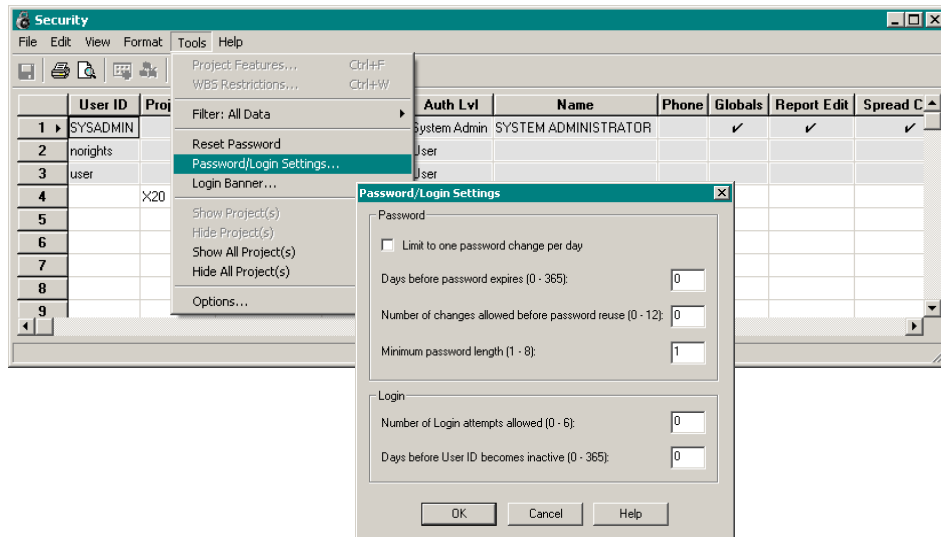 Security
File Edit View Format Tools Help
Project Features... Ctrl+F
WBS Restrictions... Ctrl+W
Filter: All Data
Reset Password
Password/Login Settings...
Login Banner...
Show Project(s)
Hide Project(s)
Show All Project(s)
Hide All Project(s)
Options...
User ID Proj Auth Lvl Name Phone Globals Report Edit Spread C
1 SYSADMIN System Admin SYSTEM ADMINISTRATOR ✔ ✔ ✔
2 norights User
3 user User
4 X20
5
6
7
8
9
Password/Login Settings
Password
Limit to one password change per day
Days before password expires (0 - 365): 0
Number of changes allowed before password reuse (0 - 12): 0
Minimum password length (1 - 8): 1
Login
Number of Login attempts allowed (0 - 6): 0
Days before User ID becomes inactive (0 - 365): 0
OK Cancel Help